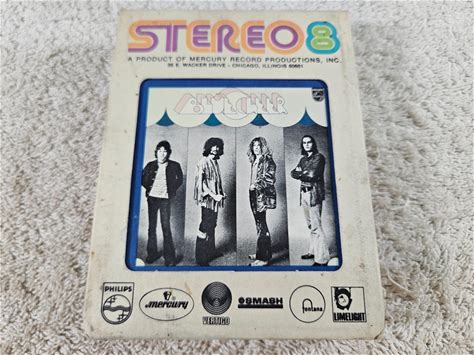 STEREO 8
A PRODUCT OF MERCURY RECORD PRODUCTIONS, INC.
35 E. WACKER DRIVE - CHICAGO, ILLINOIS 60601
PHILIPS
mercury
VERTIGO
SMASH
fontana
LIMELIGHT